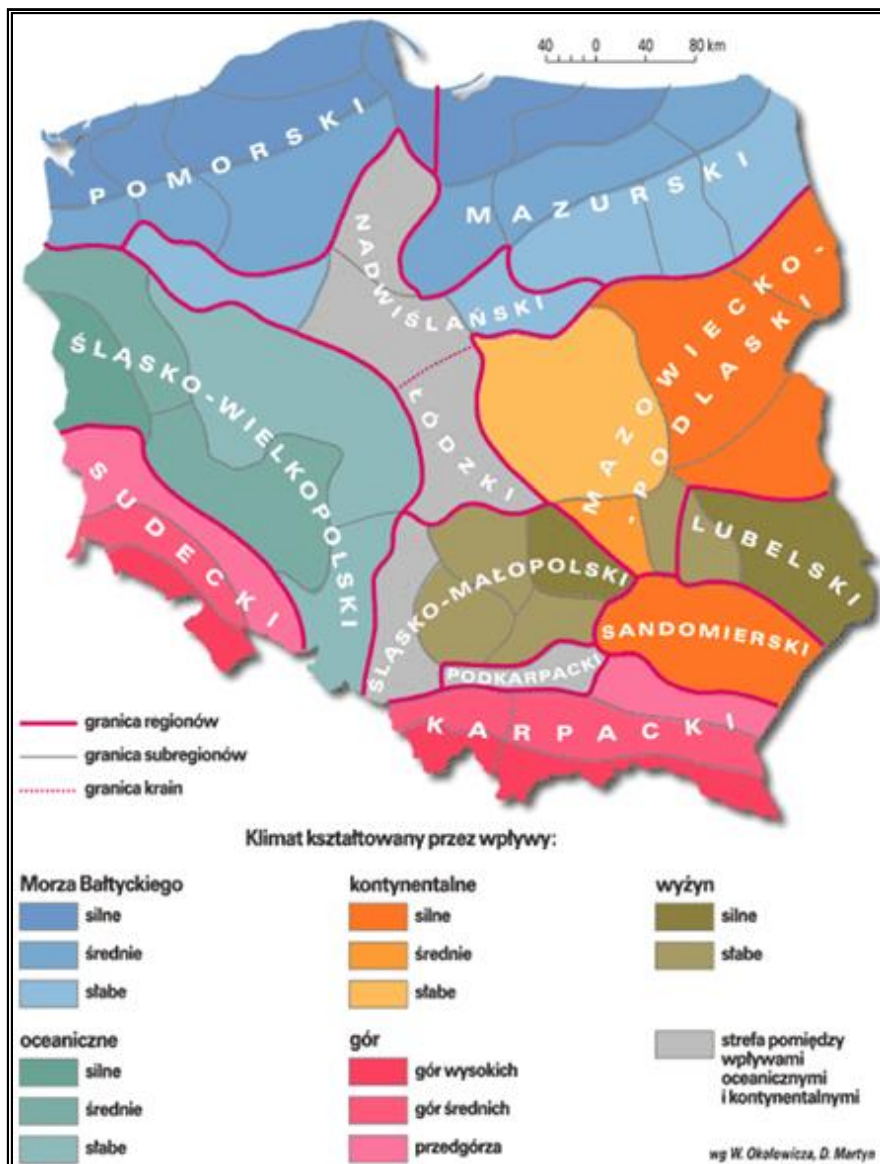 40 0 40 80 km
POMORSKI
MAZURSKI
NADWIŚLAŃSKI
MAZOWIECKO-
-PODLASKI
ŚLĄSKO-WIELKOPOLSKI
ŁÓDZKI
SUDECKI
LUBELSKI
ŚLĄSKO-MAŁOPOLSKI
SANDOMIERSKI
PODKARPACKI
KARPACKI
granica regionów
granica subregionów
granica krain
Klimat kształtowany przez wpływy:
Morza Bałtyckiego
silne
średnie
słabe
kontynentalne
silne
średnie
słabe
wyżyn
silne
słabe
oceaniczne
silne
średnie
słabe
gór
gór wysokich
gór średnich
przedgórza
strefa pomiędzy
wpływami
oceanicznymi
i kontynentalnymi
wg W. Okołowicza, D. Martyn